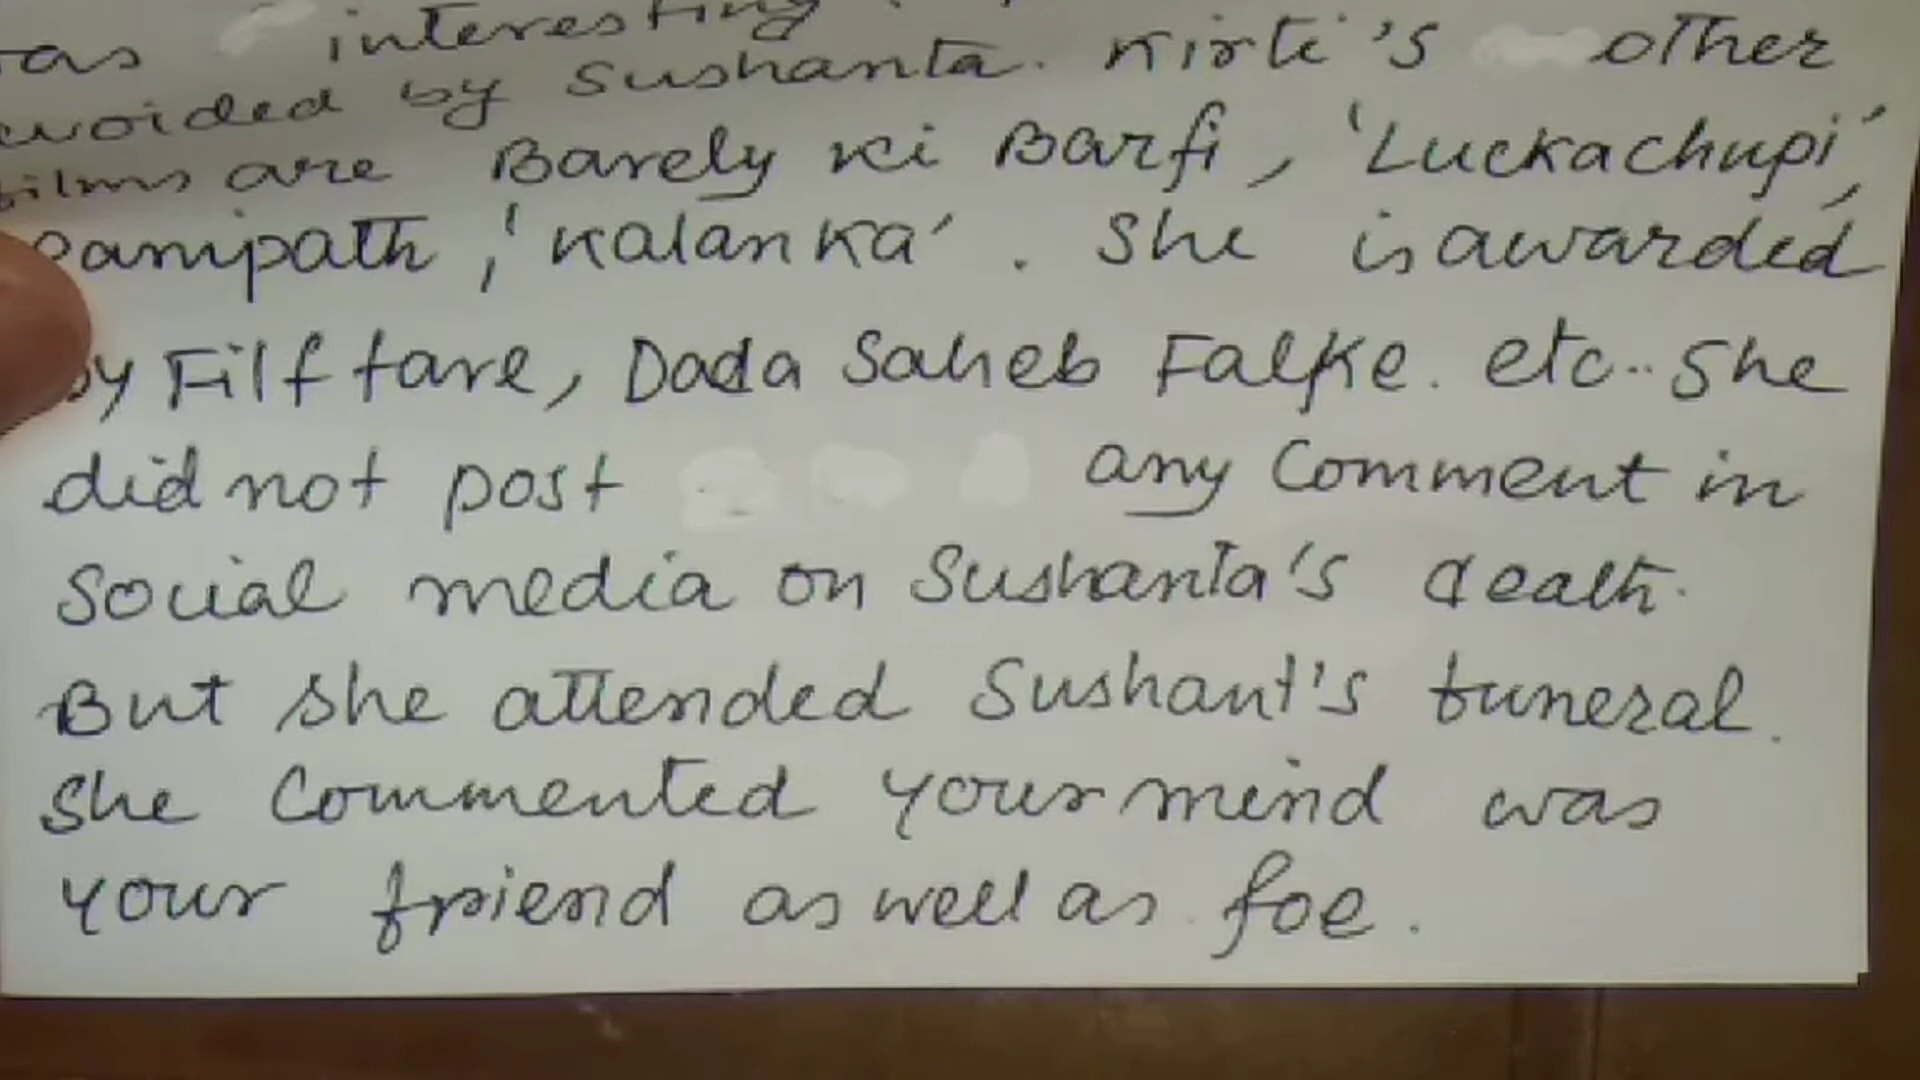 as interesting
avoided by Sushanta. Kirti's other
films are Barely ki Barfi, 'Luckachupi',
Panipath, 'Kalanka'. She is awarded
by Filf fare, Dada Saheb Falke. etc.. She
did not post any Comment in
Social media on Sushanta's death.
But she attended Sushant's funeral.
She Commented your mind was
your friend as well as foe.